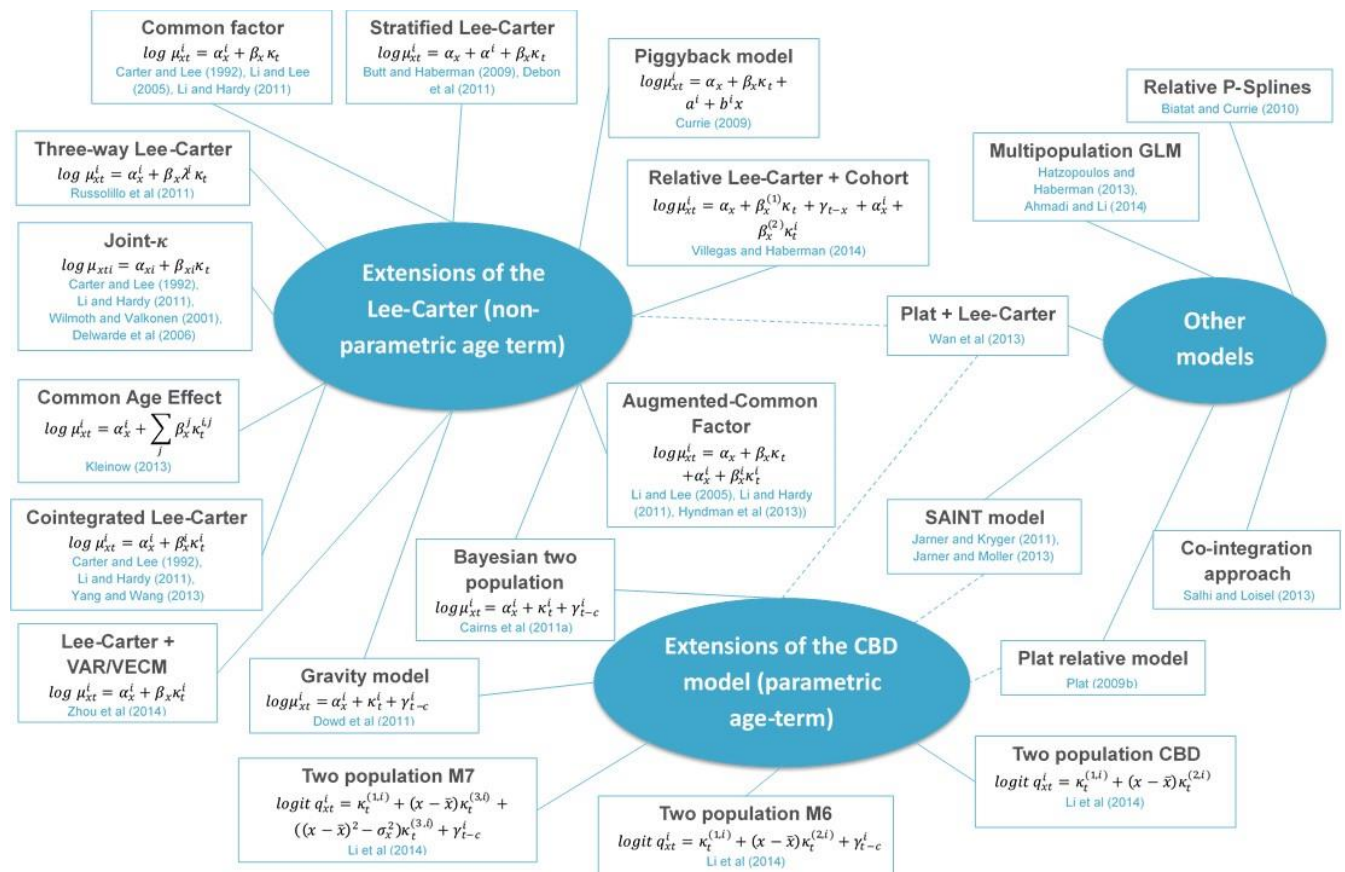 Common factor
log μ_xt^i = α_x^i + β_x κ_t
Carter and Lee (1992), Li and Lee
(2005), Li and Hardy (2011)
Stratified Lee-Carter
logμ_xt^i = α_x + α^i + β_x κ_t
Butt and Haberman (2009), Debon
et al (2011)
Piggyback model
logμ_xt^i = α_x + β_x κ_t +
a^i + b^i x
Currie (2009)
Relative P-Splines
Biatat and Currie (2010)
Multipopulation GLM
Hatzopoulos and
Haberman (2013),
Ahmadi and Li (2014)
Three-way Lee-Carter
log μ_xt^i = α_x^i + β_x λ^i κ_t
Russolillo et al (2011)
Relative Lee-Carter + Cohort
logμ_xt^i = α_x + β_x^(1) κ_t + γ_t−x + α_x^i +
β_x^(2) κ_t^i
Villegas and Haberman (2014)
Joint-κ
log μ_xti = α_xi + β_xi κ_t
Carter and Lee (1992),
Li and Hardy (2011),
Wilmoth and Valkonen (2001),
Delwarde et al (2006)
Extensions of the
Lee-Carter (non-
parametric age term)
Plat + Lee-Carter
Wan et al (2013)
Other
models
Common Age Effect
log μ_xt^i = α_x^i + ∑_j β_x^j κ_t^i,j
Kleinow (2013)
Augmented-Common
Factor
logμ_xt^i = α_x + β_x κ_t
+α_x^i + β_x^i κ_t^i
Li and Lee (2005), Li and Hardy
(2011), Hyndman et al (2013))
Cointegrated Lee-Carter
log μ_xt^i = α_x^i + β_x^i κ_t^i
Carter and Lee (1992),
Li and Hardy (2011),
Yang and Wang (2013)
SAINT model
Jarner and Kryger (2011),
Jarner and Moller (2013)
Co-integration
approach
Salhi and Loisel (2013)
Bayesian two
population
logμ_xt^i = α_x^i + κ_t^i + γ_t−c^i
Cairns et al (2011a)
Lee-Carter +
VAR/VECM
log μ_xt^i = α_x^i + β_x κ_t^i
Zhou et al (2014)
Gravity model
logμ_xt^i = α_x^i + κ_t^i + γ_t−c^i
Dowd et al (2011)
Extensions of the CBD
model (parametric
age-term)
Plat relative model
Plat (2009b)
Two population M7
logit q_xt^i = κ_t^(1,i) + (x − x̄)κ_t^(3,i) +
((x − x̄)^2 − σ_x^2)κ_t^(3,i) + γ_t−c^i
Li et al (2014)
Two population M6
logit q_xt^i = κ_t^(1,i) + (x − x̄)κ_t^(2,i) + γ_t−c^i
Li et al (2014)
Two population CBD
logit q_xt^i = κ_t^(1,i) + (x − x̄)κ_t^(2,i)
Li et al (2014)